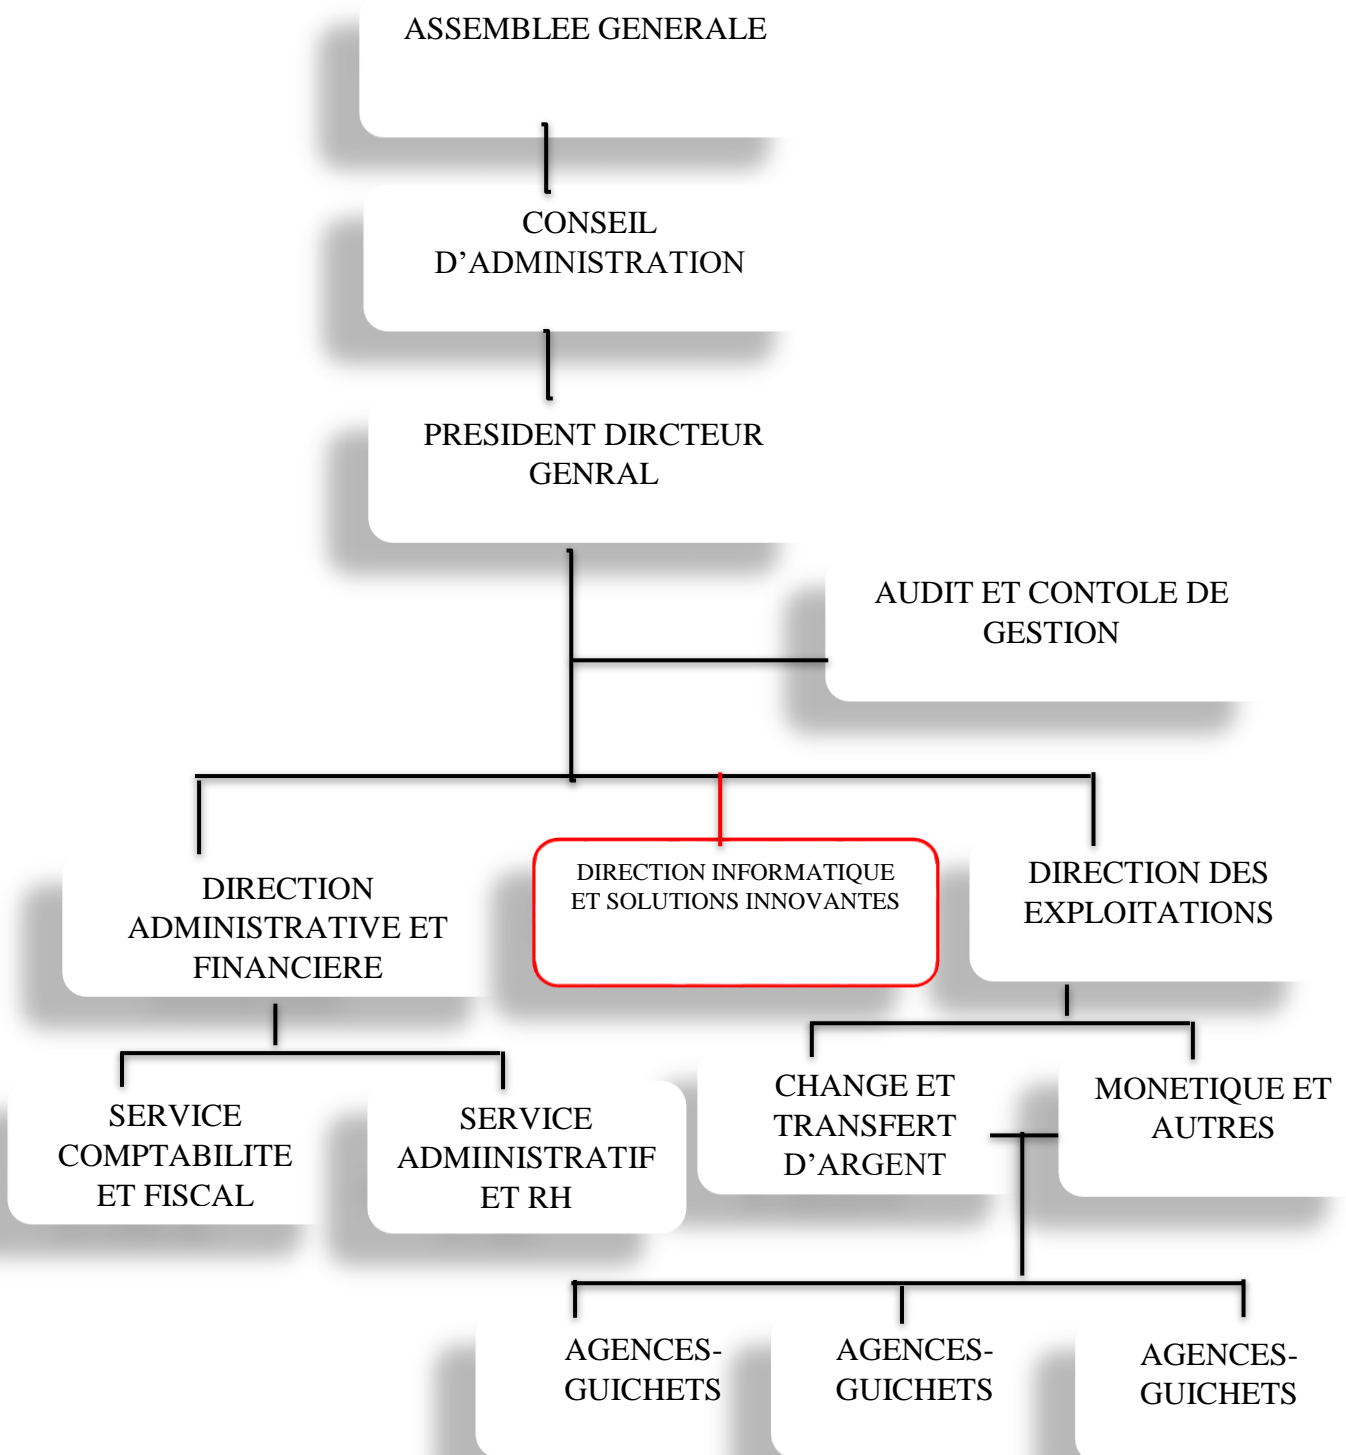 ASSEMBLEE GENERALE
CONSEIL
D’ADMINISTRATION
PRESIDENT DIRCTEUR
GENRAL
AUDIT ET CONTOLE DE
GESTION
DIRECTION
ADMINISTRATIVE ET
FINANCIERE
DIRECTION INFORMATIQUE
ET SOLUTIONS INNOVANTES
DIRECTION DES
EXPLOITATIONS
SERVICE
COMPTABILITE
ET FISCAL
SERVICE
ADMIINISTRATIF
ET RH
CHANGE ET
TRANSFERT
D’ARGENT
MONETIQUE ET
AUTRES
AGENCES-
GUICHETS
AGENCES-
GUICHETS
AGENCES-
GUICHETS